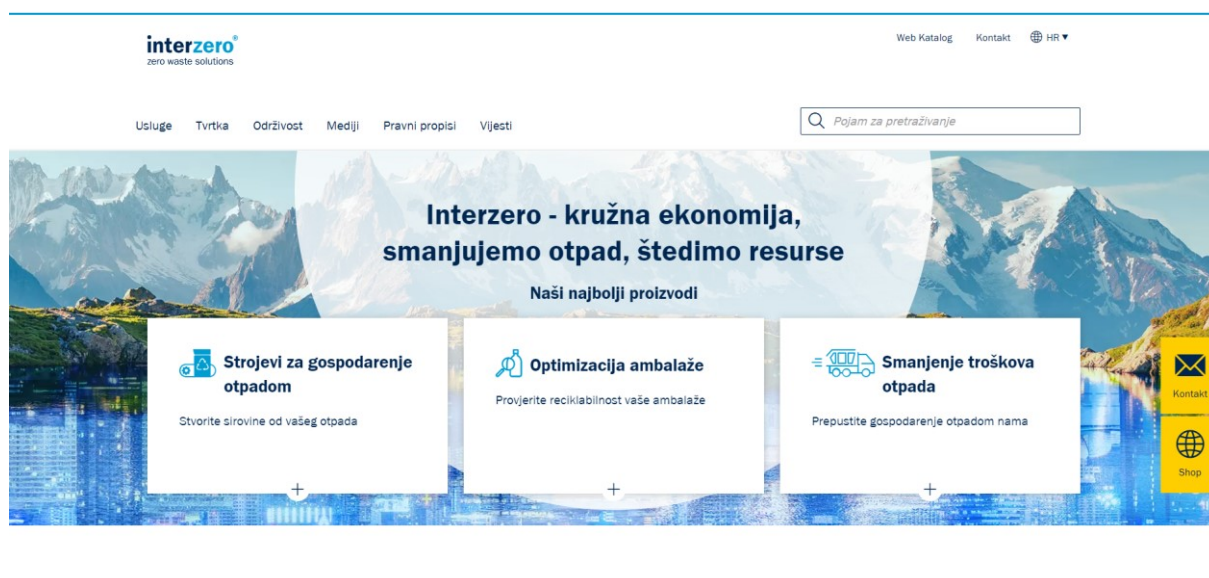 interzero®
zero waste solutions
Web Katalog Kontakt HR
Usluge Tvrtka Održivost Mediji Pravni propisi Vijesti
Pojam za pretraživanje
Interzero - kružna ekonomija,
smanjujemo otpad, štedimo resurse
Naši najbolji proizvodi
Strojevi za gospodarenje
otpadom
Stvorite sirovine od vašeg otpada
+
Optimizacija ambalaže
Provjerite reciklabilnost vaše ambalaže
+
Smanjenje troškova
otpada
Prepustite gospodarenje otpadom nama
+
Kontakt
Shop